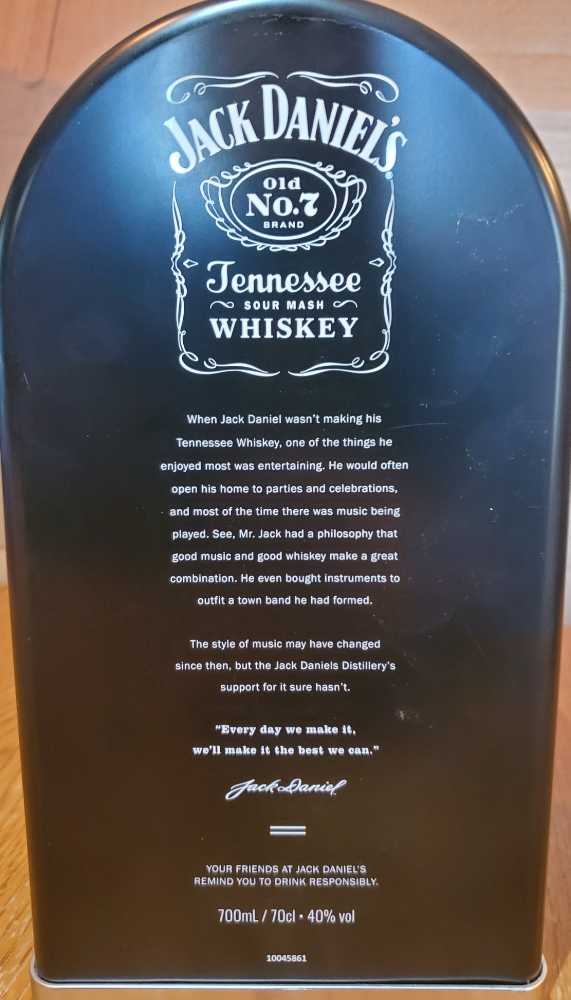 JACK DANIEL'S
Old
No.7
BRAND
Tennessee
SOUR MASH
WHISKEY
When Jack Daniel wasn't making his
Tennessee Whiskey, one of the things he
enjoyed most was entertaining. He would often
open his home to parties and celebrations,
and most of the time there was music being
played. See, Mr. Jack had a philosophy that
good music and good whiskey make a great
combination. He even bought instruments to
outfit a town band he had formed.
The style of music may have changed
since then, but the Jack Daniels Distillery's
support for it sure hasn't.
"Every day we make it,
we'll make it the best we can."
Jack Daniel
YOUR FRIENDS AT JACK DANIEL'S
REMIND YOU TO DRINK RESPONSIBLY.
700mL / 70cl • 40% vol
10045861